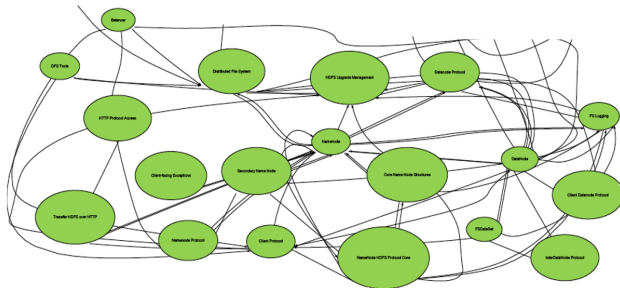 Balancer
DFS Tools
Distributed File System
HDFS Upgrade Management
Datanode Protocol
HTTP Protocol Access
FS Logging
Namenode
DataNode
Client-facing Exceptions
Secondary Name Node
Core Name Node Structures
Client Datanode Protocol
Transfer HDFS over HTTP
FSDataSet
Namenode Protocol
Client Protocol
NameNode HDFS Protocol Core
InterDataNode Protocol